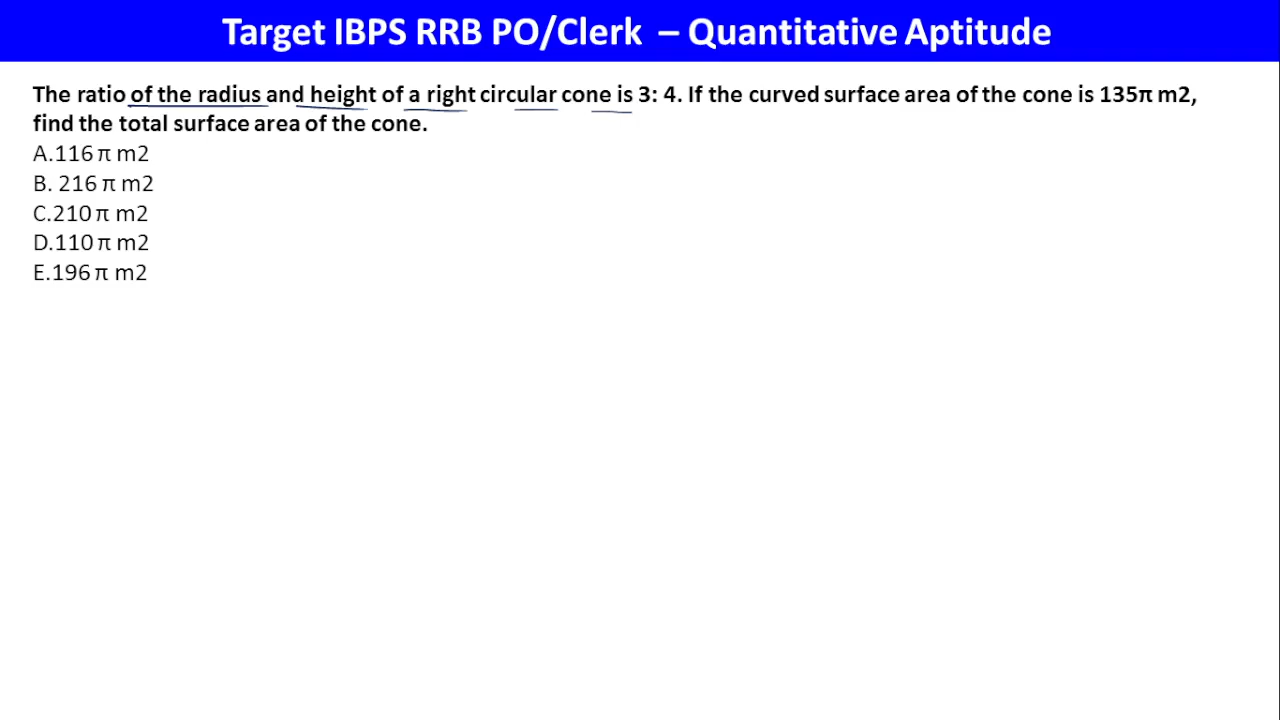 Target IBPS RRB PO/Clerk – Quantitative Aptitude
The ratio of the radius and height of a right circular cone is 3: 4. If the curved surface area of the cone is 135π m2,
find the total surface area of the cone.
A.116 π m2
B. 216 π m2
C.210 π m2
D.110 π m2
E.196 π m2